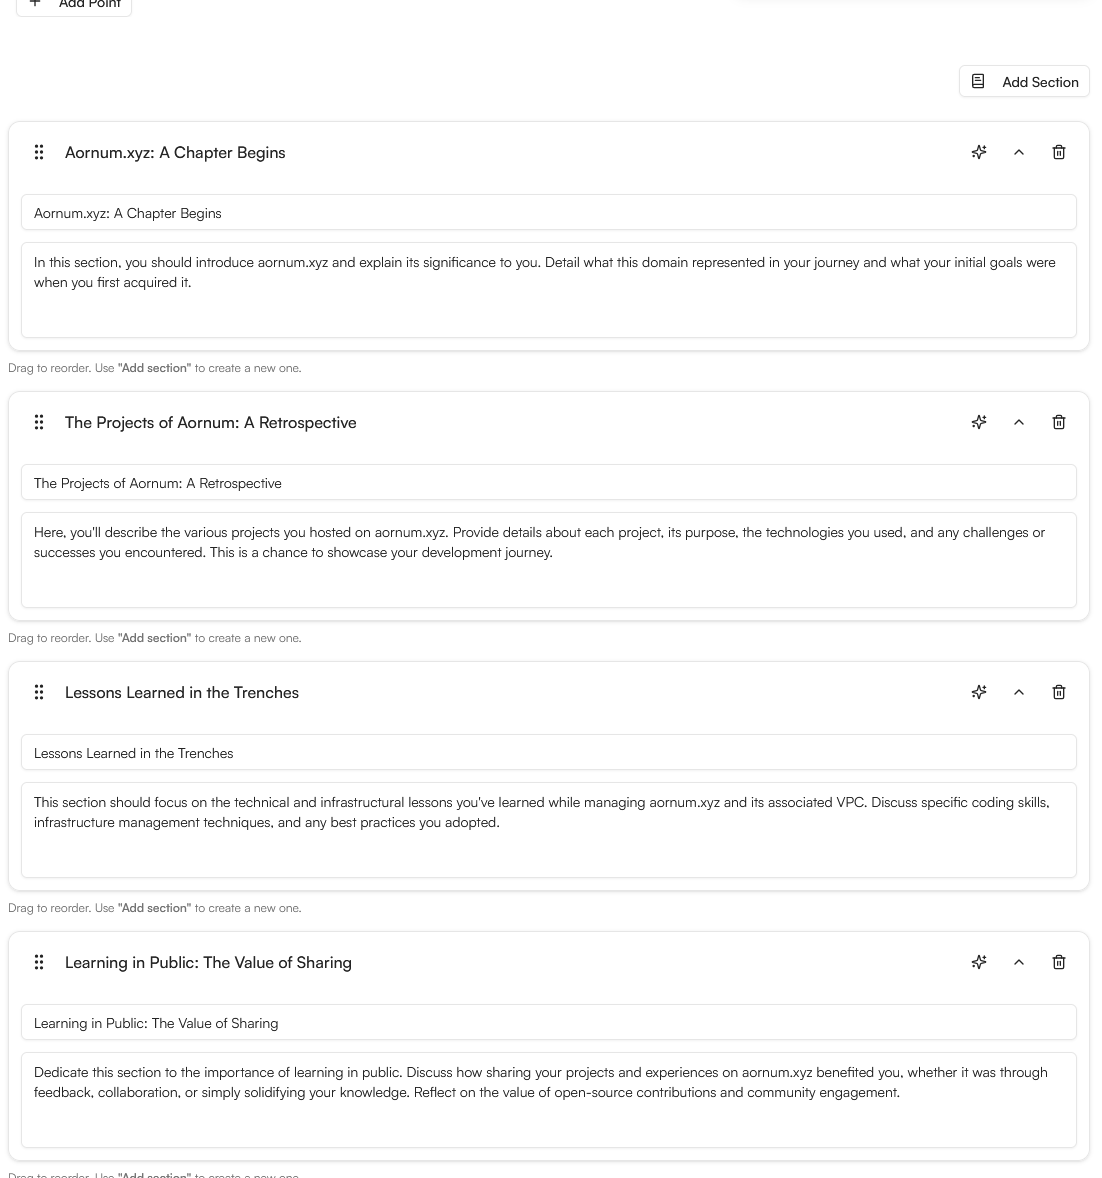 Add Point
Add Section
Aornum.xyz: A Chapter Begins
Aornum.xyz: A Chapter Begins
In this section, you should introduce aornum.xyz and explain its significance to you. Detail what this domain represented in your journey and what your initial goals were
when you first acquired it.
Drag to reorder. Use "Add section" to create a new one.
The Projects of Aornum: A Retrospective
The Projects of Aornum: A Retrospective
Here, you'll describe the various projects you hosted on aornum.xyz. Provide details about each project, its purpose, the technologies you used, and any challenges or
successes you encountered. This is a chance to showcase your development journey.
Drag to reorder. Use "Add section" to create a new one.
Lessons Learned in the Trenches
Lessons Learned in the Trenches
This section should focus on the technical and infrastructural lessons you've learned while managing aornum.xyz and its associated VPC. Discuss specific coding skills,
infrastructure management techniques, and any best practices you adopted.
Drag to reorder. Use "Add section" to create a new one.
Learning in Public: The Value of Sharing
Learning in Public: The Value of Sharing
Dedicate this section to the importance of learning in public. Discuss how sharing your projects and experiences on aornum.xyz benefited you, whether it was through
feedback, collaboration, or simply solidifying your knowledge. Reflect on the value of open-source contributions and community engagement.
Drag to reorder. Use "Add section" to create a new one.